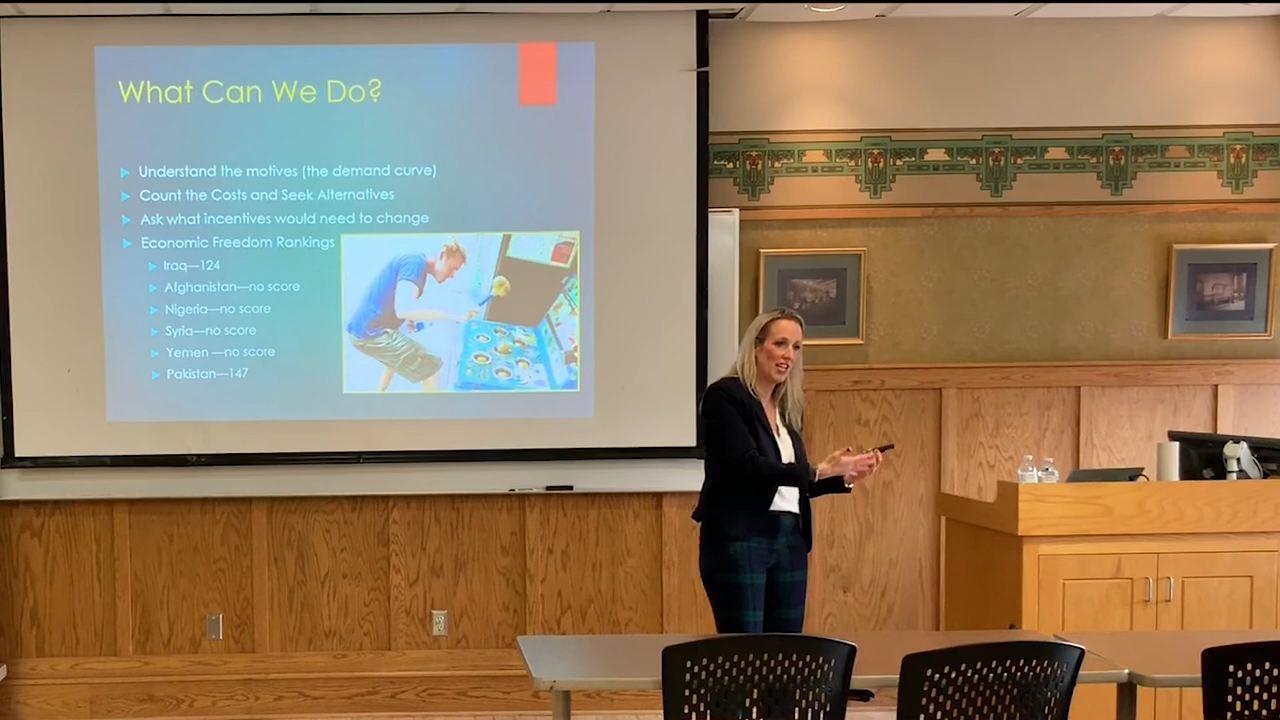 What Can We Do?
Understand the motives (the demand curve)
Count the Costs and Seek Alternatives
Ask what incentives would need to change
Economic Freedom Rankings
Iraq—124
Afghanistan—no score
Nigeria—no score
Syria—no score
Yemen —no score
Pakistan—147